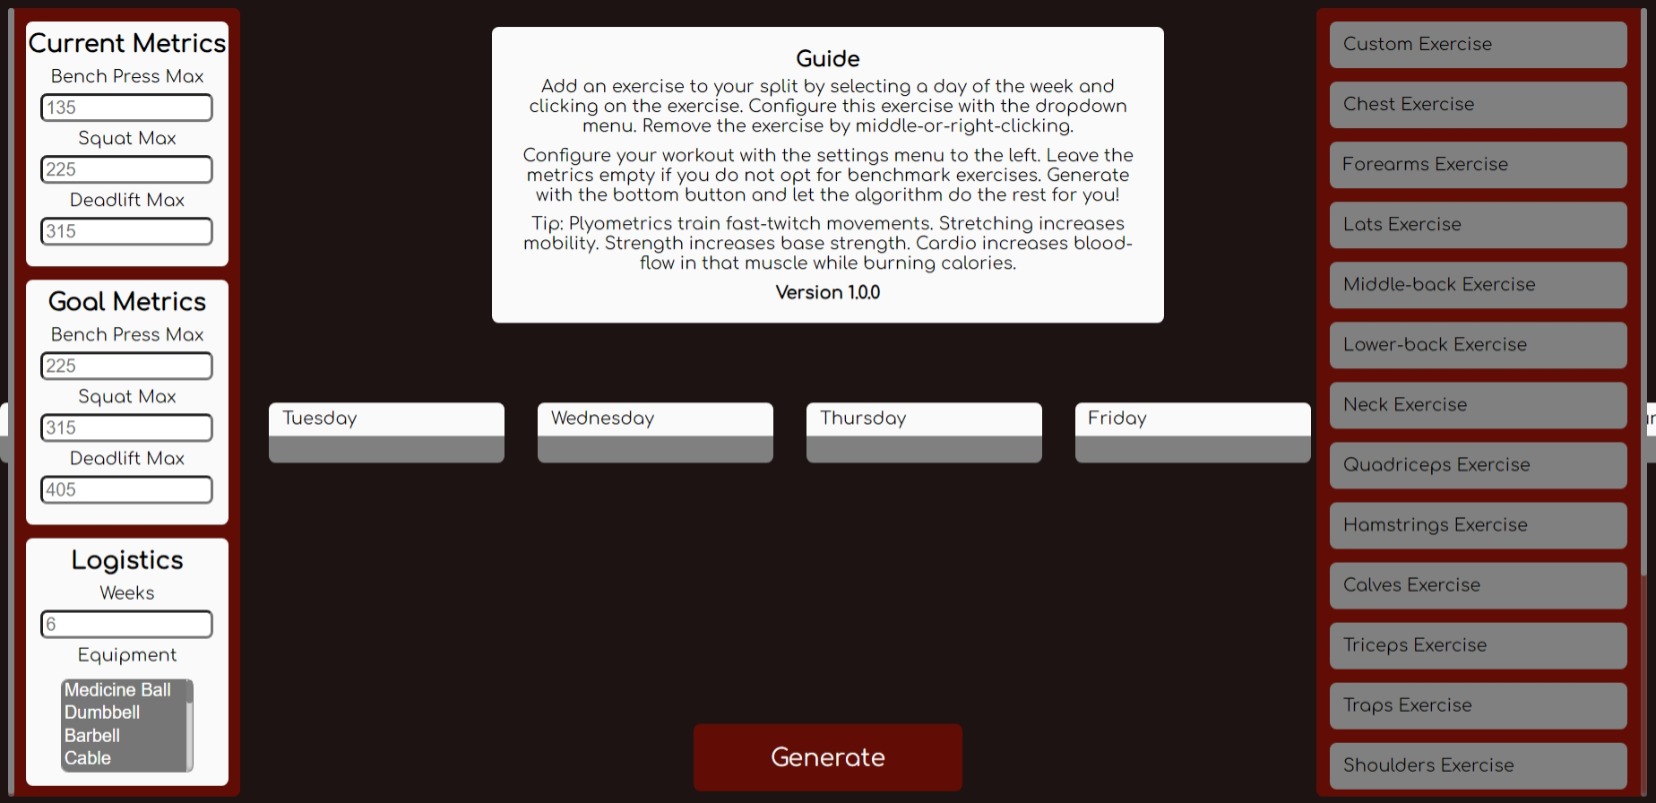 Current Metrics
Bench Press Max
135
Squat Max
225
Deadlift Max
315
Goal Metrics
Bench Press Max
225
Squat Max
315
Deadlift Max
405
Logistics
Weeks
6
Equipment
Medicine Ball
Dumbbell
Barbell
Cable
Guide
Add an exercise to your split by selecting a day of the week and
clicking on the exercise. Configure this exercise with the dropdown
menu. Remove the exercise by middle-or-right-clicking.
Configure your workout with the settings menu to the left. Leave the
metrics empty if you do not opt for benchmark exercises. Generate
with the bottom button and let the algorithm do the rest for you!
Tip: Plyometrics train fast-twitch movements. Stretching increases
mobility. Strength increases base strength. Cardio increases blood-
flow in that muscle while burning calories.
Version 1.0.0
Tuesday
Wednesday
Thursday
Friday
Generate
Custom Exercise
Chest Exercise
Forearms Exercise
Lats Exercise
Middle-back Exercise
Lower-back Exercise
Neck Exercise
Quadriceps Exercise
Hamstrings Exercise
Calves Exercise
Triceps Exercise
Traps Exercise
Shoulders Exercise